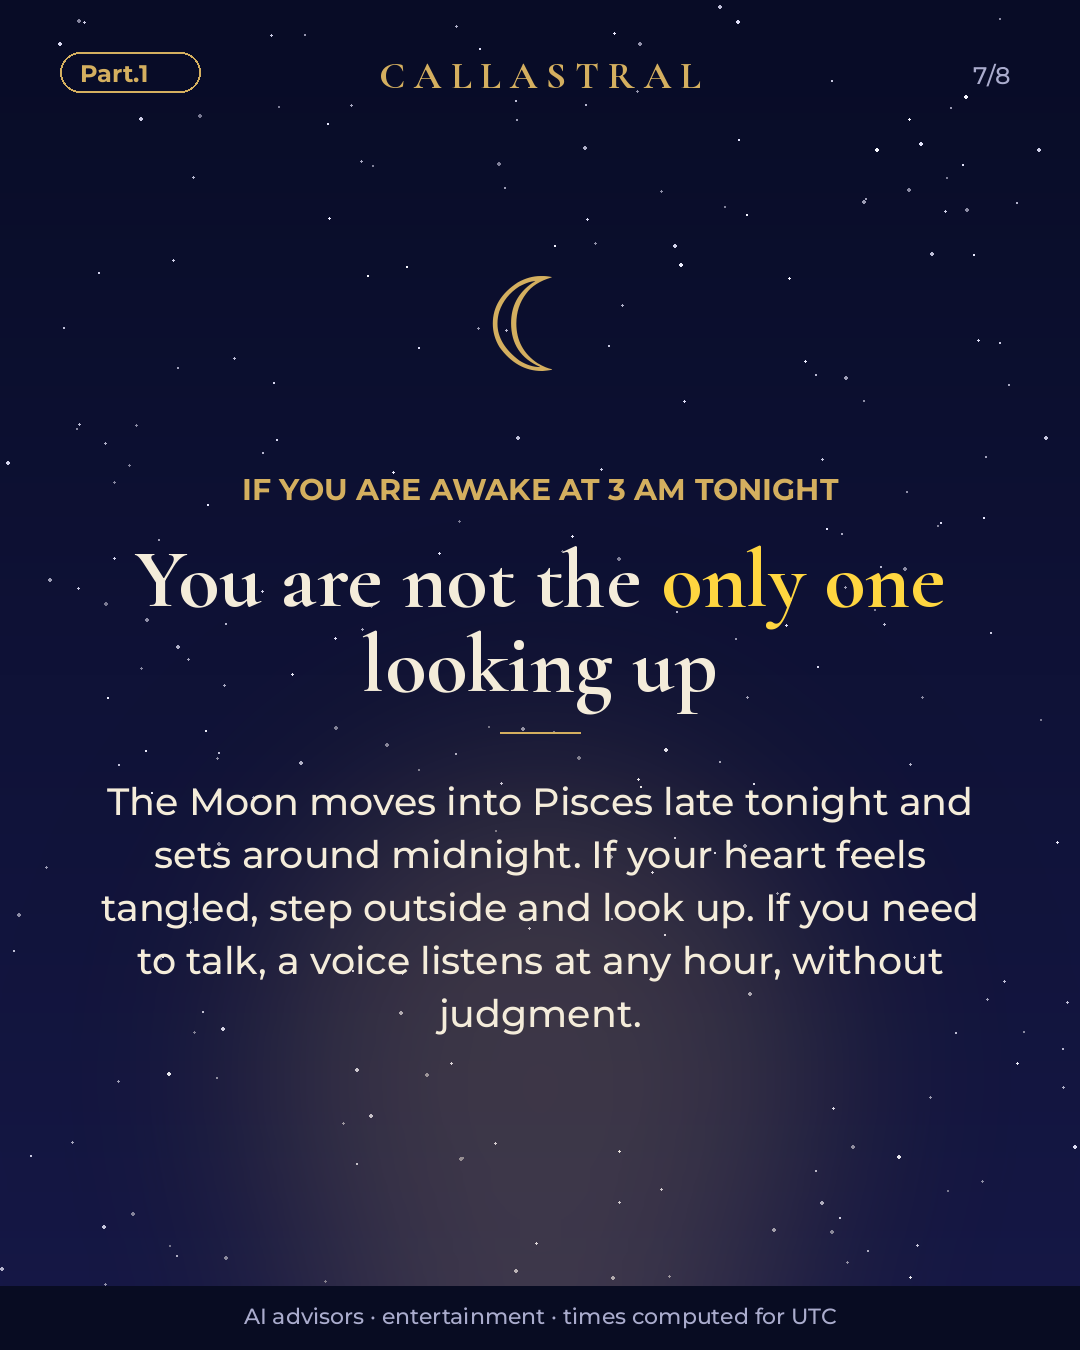 Part.1
CALLASTRAL
7/8
IF YOU ARE AWAKE AT 3 AM TONIGHT
You are not the only one
looking up
The Moon moves into Pisces late tonight and
sets around midnight. If your heart feels
tangled, step outside and look up. If you need
to talk, a voice listens at any hour, without
judgment.
AI advisors · entertainment · times computed for UTC